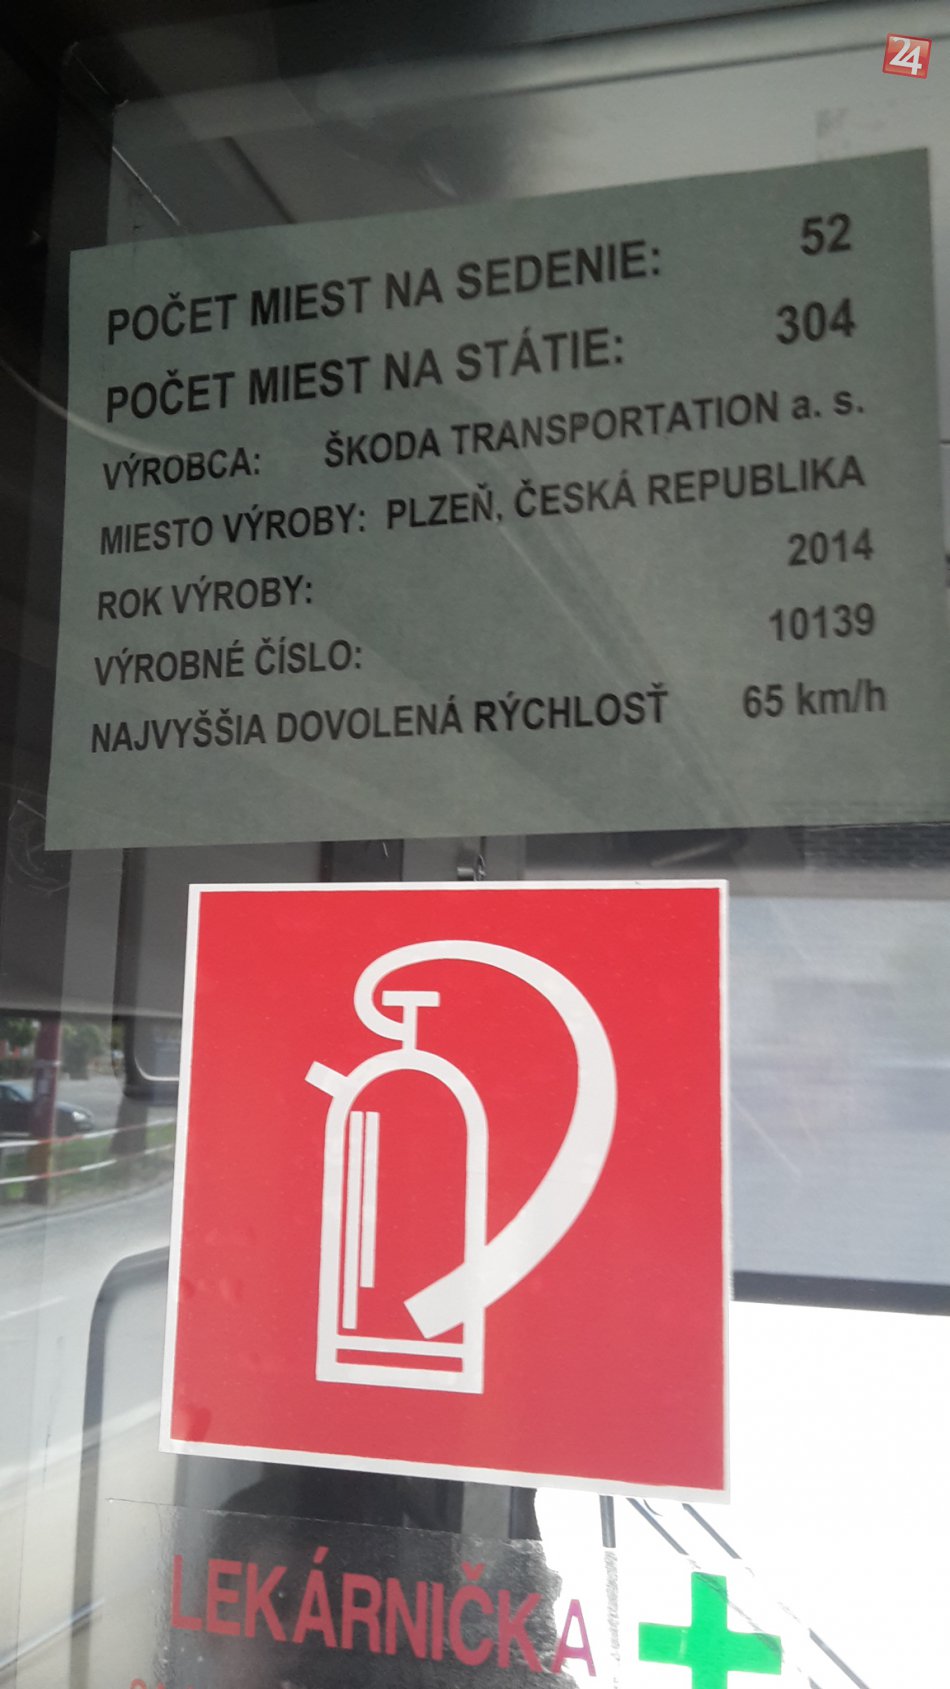 24
POČET MIEST NA SEDENIE: 52
POČET MIEST NA STÁTIE: 304
VÝROBCA: ŠKODA TRANSPORTATION a. s.
MIESTO VÝROBY: PLZEŇ, ČESKÁ REPUBLIKA
ROK VÝROBY: 2014
VÝROBNÉ ČÍSLO: 10139
NAJVYŠŠIA DOVOLENÁ RÝCHLOSŤ 65 km/h
LEKÁRNIČKA